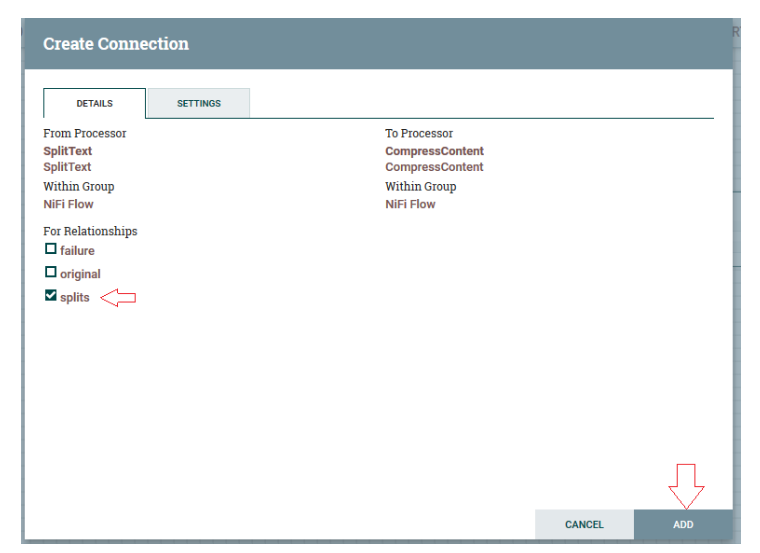 Create Connection
DETAILS
SETTINGS
From Processor
SplitText
SplitText
Within Group
NiFi Flow
To Processor
CompressContent
CompressContent
Within Group
NiFi Flow
For Relationships
failure
original
splits
CANCEL
ADD